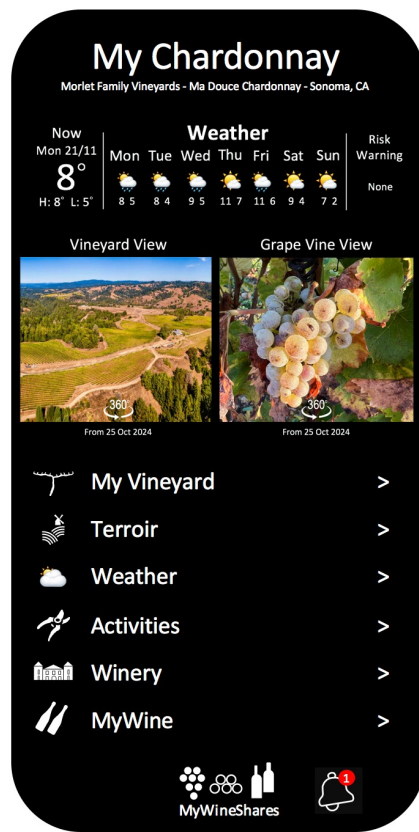 My Chardonnay
Morlet Family Vineyards - Ma Douce Chardonnay - Sonoma, CA
Now
Mon 21/11
8°
H: 8° L: 5°
Weather
Mon Tue Wed Thu Fri Sat Sun
8 5 8 4 9 5 11 7 11 6 9 4 7 2
Risk
Warning
None
Vineyard View
360°
From 25 Oct 2024
Grape Vine View
360°
From 25 Oct 2024
My Vineyard >
Terroir >
Weather >
Activities >
Winery >
MyWine >
MyWineShares
1